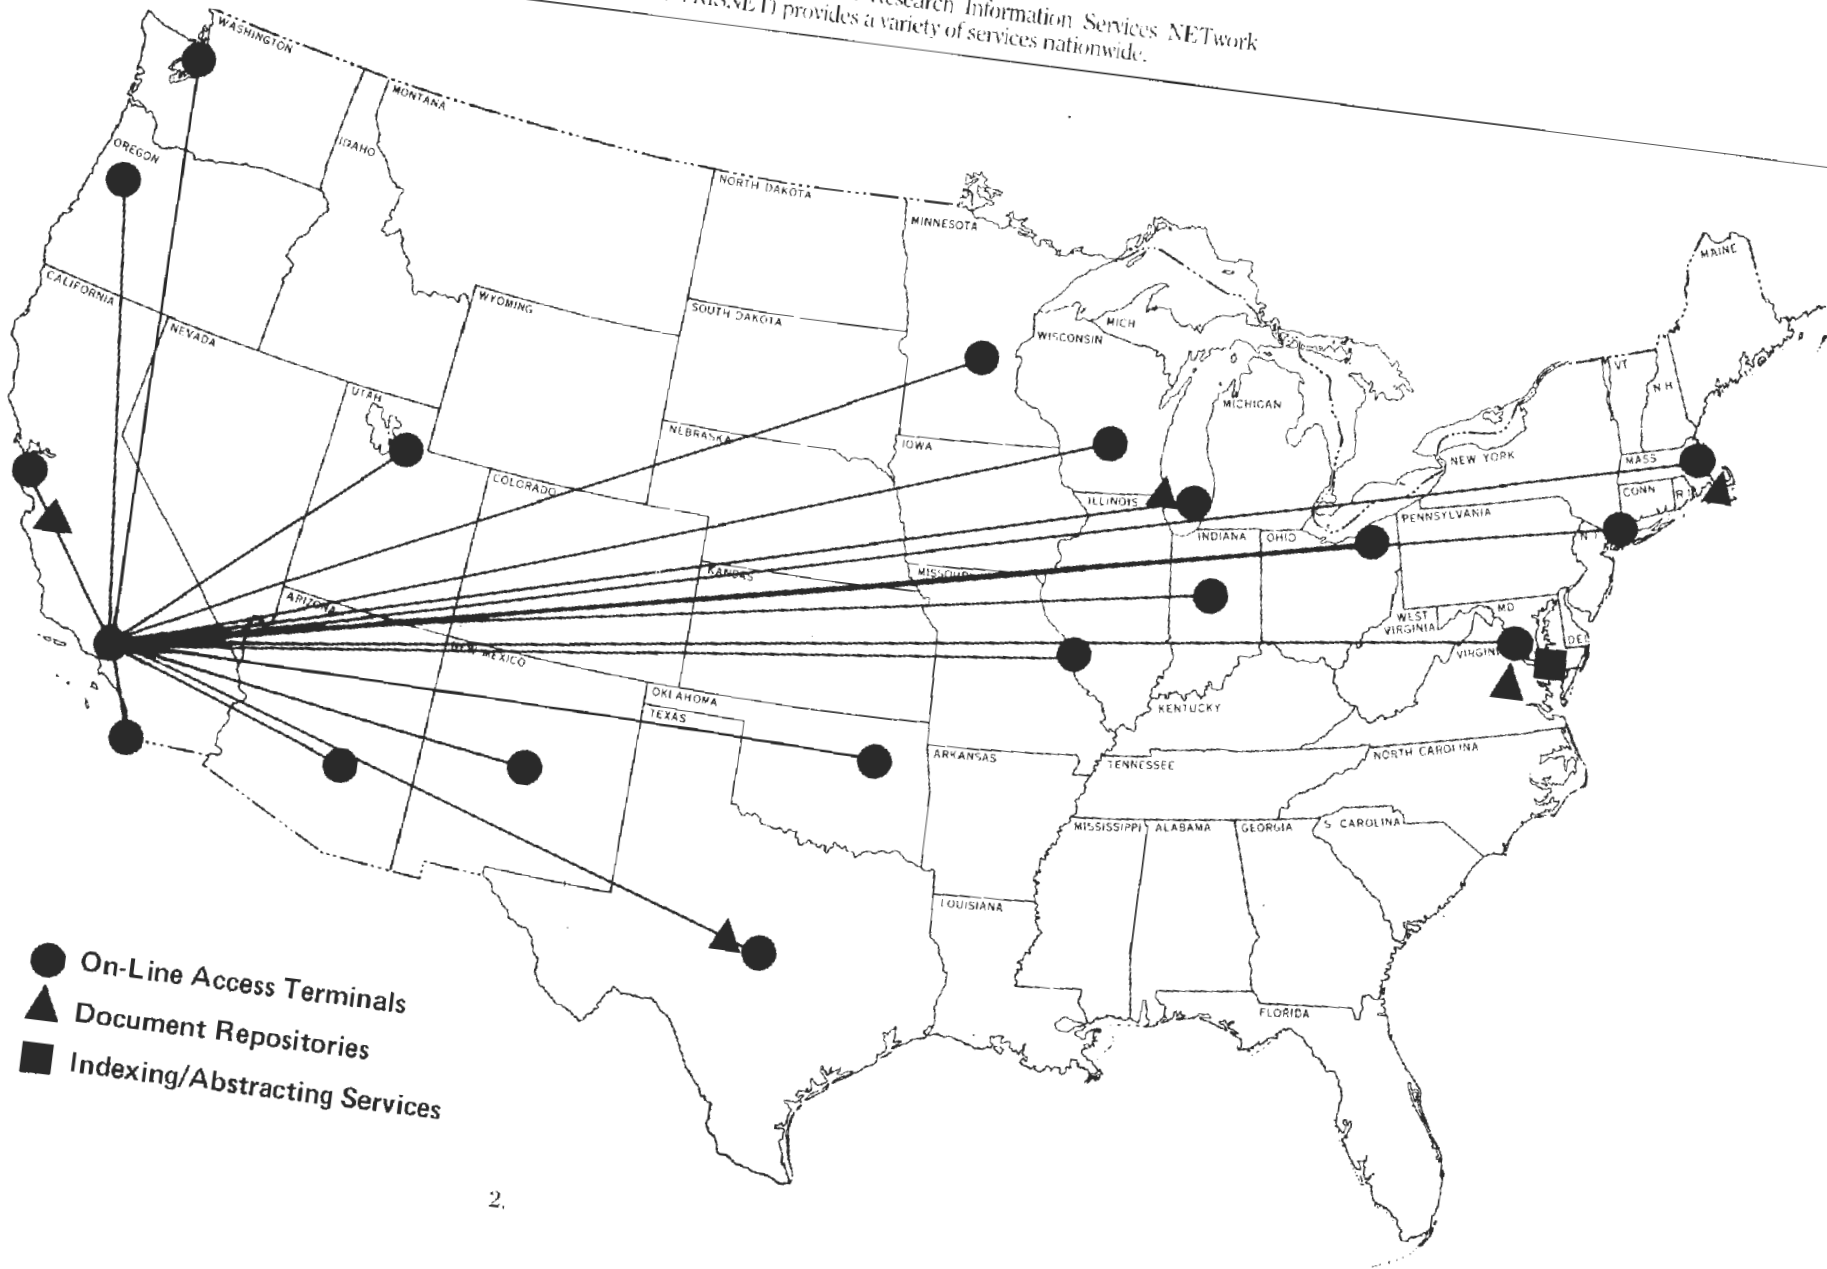 Research Information Services NETwork
provides a variety of services nationwide.
WASHINGTON
MONTANA
IDAHO
OREGON
NORTH DAKOTA
MINNESOTA
MAINE
CALIFORNIA
NEVADA
WYOMING
SOUTH DAKOTA
WISCONSIN
MICH
VT
N H
UTAH
MICHIGAN
NEBRASKA
IOWA
NEW YORK
MASS
COLORADO
ILLINOIS
CONN
R I
PENNSYLVANIA
INDIANA
OHIO
N J
KANSAS
MISSOURI
ARIZONA
WEST
VIRGINIA
MD
DEL
VIRGINI
NEW MEXICO
OKLAHOMA
TEXAS
KENTUCKY
ARKANSAS
TENNESSEE
NORTH CAROLINA
MISSISSIPPI
ALABAMA
GEORGIA
S CAROLINA
LOUISIANA
FLORIDA
On-Line Access Terminals
Document Repositories
Indexing/Abstracting Services
2.